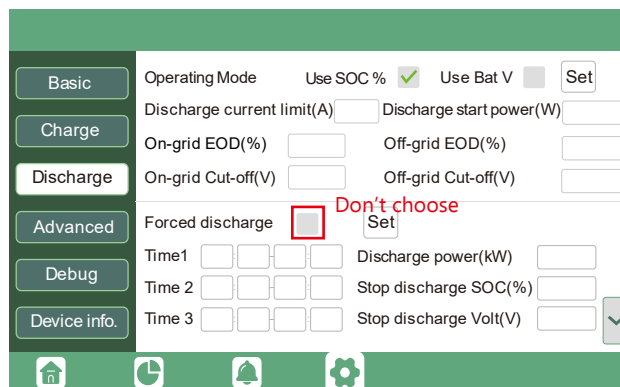 Basic
Charge
Discharge
Advanced
Debug
Device info.
Operating Mode Use SOC % Use Bat V Set
Discharge current limit(A) Discharge start power(W)
On-grid EOD(%) Off-grid EOD(%)
On-grid Cut-off(V) Off-grid Cut-off(V)
Don't choose
Forced discharge Set
Time1 Discharge power(kW)
Time 2 Stop discharge SOC(%)
Time 3 Stop discharge Volt(V)